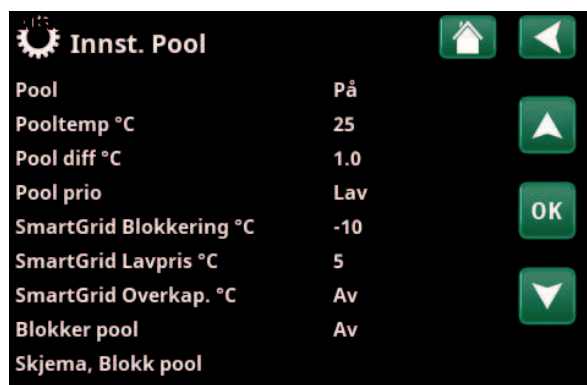 Innst. Pool
Pool På
Pooltemp °C 25
Pool diff °C 1.0
Pool prio Lav
OK
SmartGrid Blokkering °C -10
SmartGrid Lavpris °C 5
SmartGrid Overkap. °C Av
Blokker pool Av
Skjema, Blokk pool